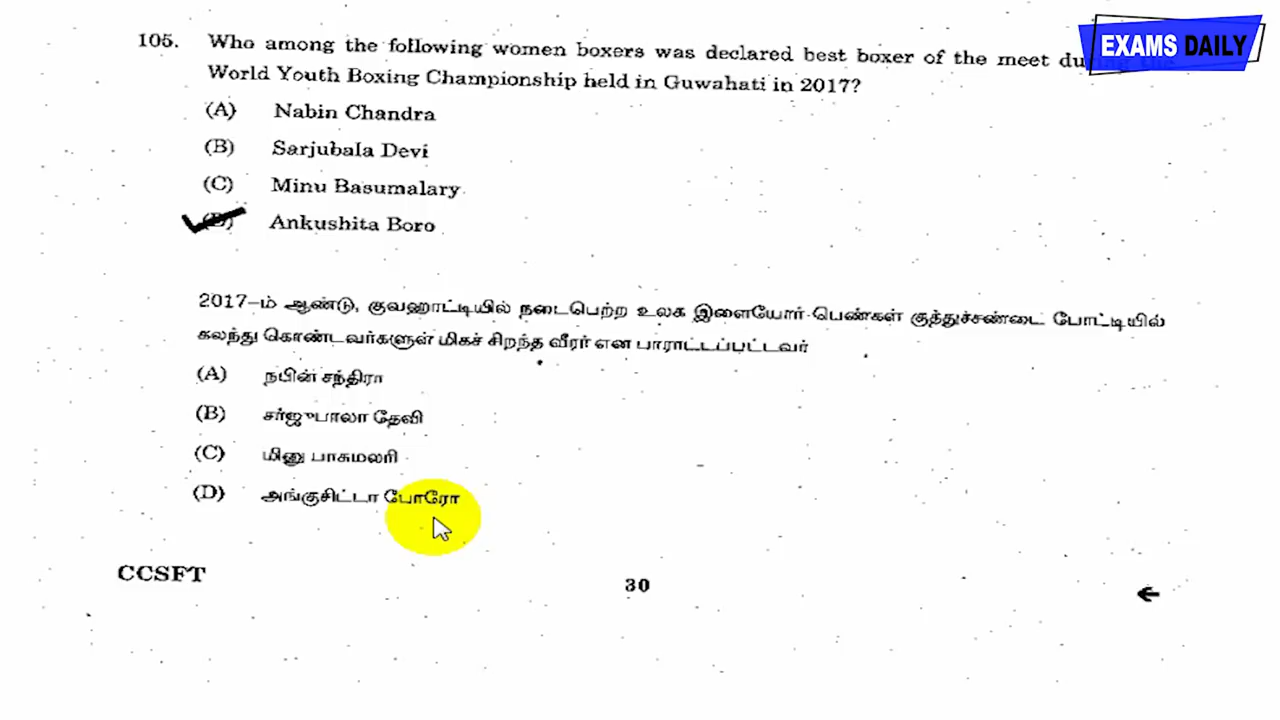 EXAMS DAILY
105. Who among the following women boxers was declared best boxer of the meet during the
World Youth Boxing Championship held in Guwahati in 2017?
(A) Nabin Chandra
(B) Sarjubala Devi
(C) Minu Basumalary
(D) Ankushita Boro
2017-ம் ஆண்டு, குவஹாட்டியில் நடைபெற்ற உலக இளையோர் பெண்கள் குத்துச்சண்டை போட்டியில்
கலந்து கொண்டவர்களுள் மிகச் சிறந்த வீரர் என பாராட்டப்பட்டவர்
(A) நபின் சந்திரா
(B) சர்ஜுபாலா தேவி
(C) மினு பாசுமலரி
(D) அங்குசிட்டா போரோ
CCSFT
30